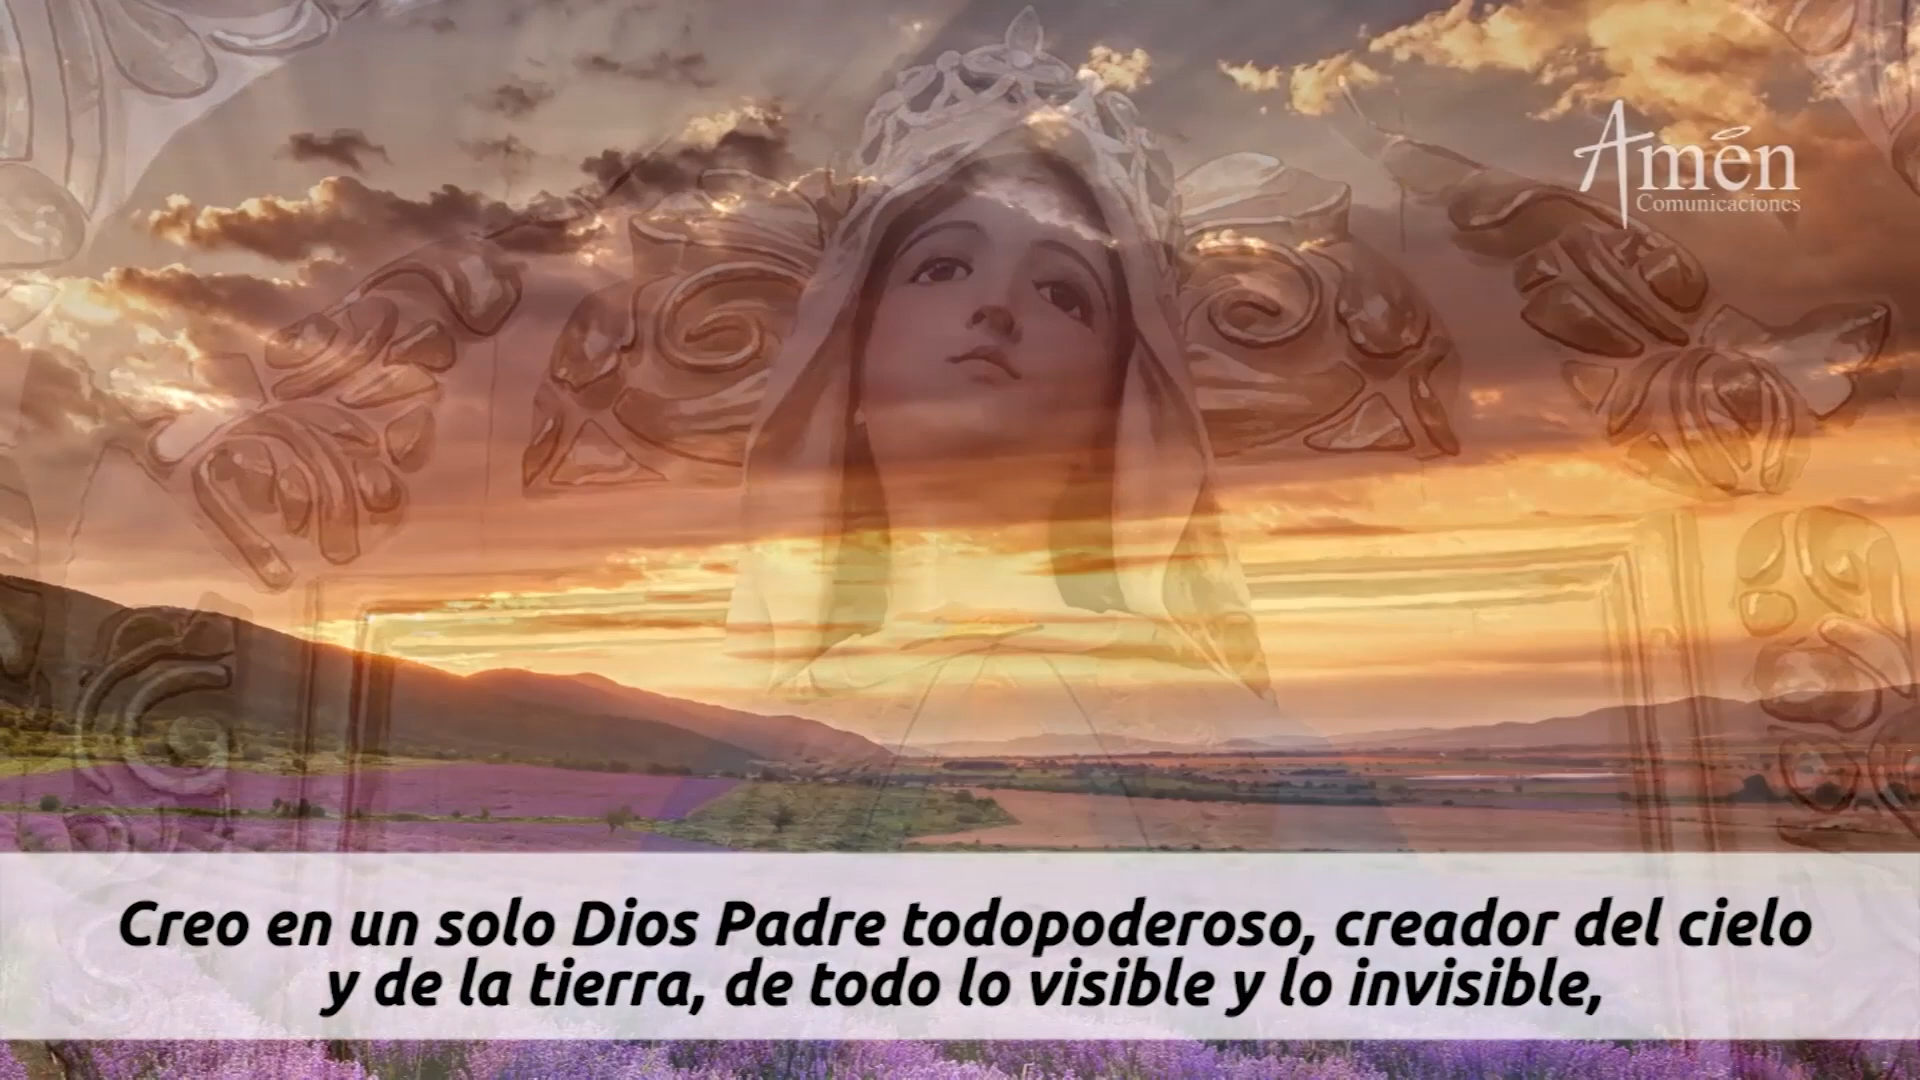 Amén
Comunicaciones
Creo en un solo Dios Padre todopoderoso, creador del cielo
y de la tierra, de todo lo visible y lo invisible,